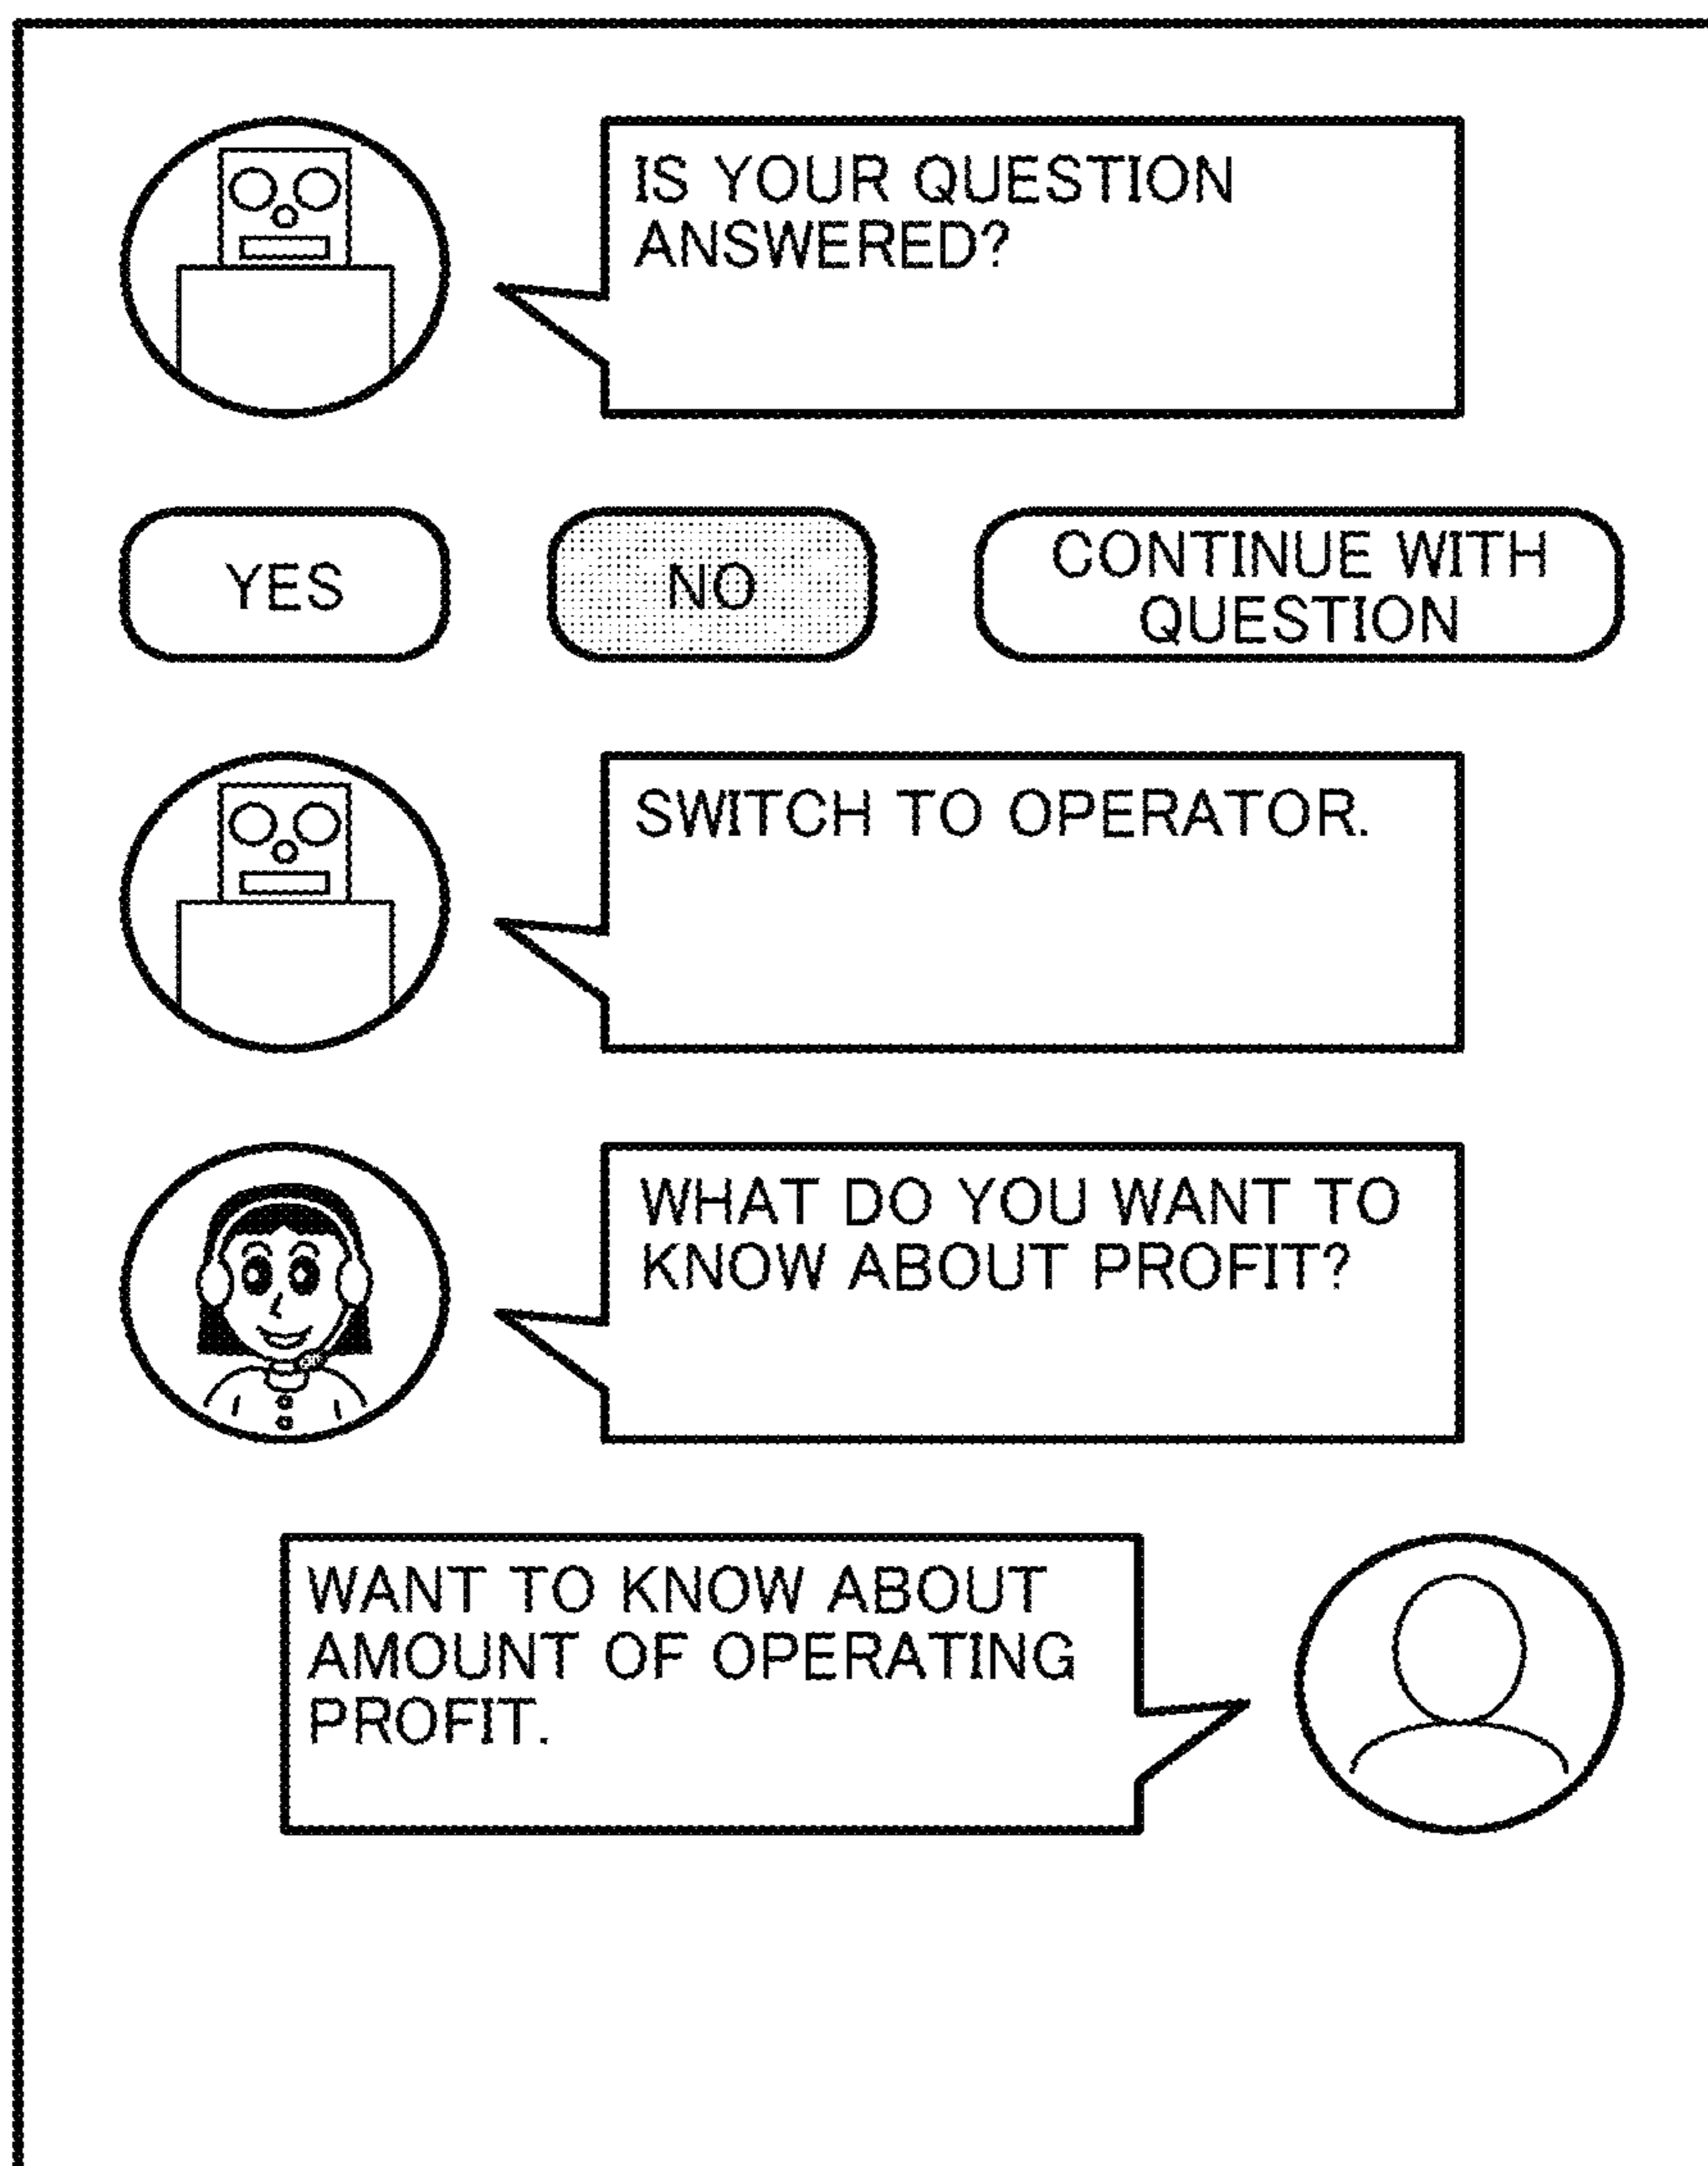 IS YOUR QUESTION
ANSWERED?
YES
NO
CONTINUE WITH
QUESTION
SWITCH TO OPERATOR.
WHAT DO YOU WANT TO
KNOW ABOUT PROFIT?
WANT TO KNOW ABOUT
AMOUNT OF OPERATING
PROFIT.